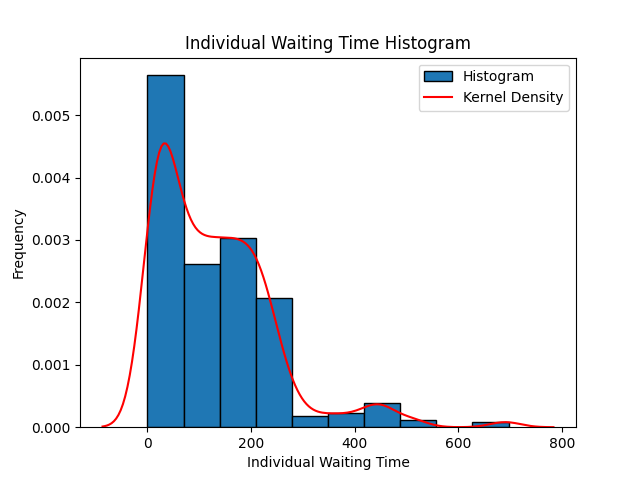 Individual Waiting Time Histogram
Histogram
Kernel Density
0.005
0.004
0.003
0.002
0.001
0.000
Frequency
0 200 400 600 800
Individual Waiting Time